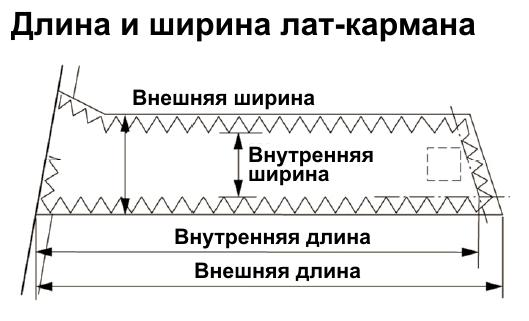 Длина и ширина лат-кармана
Внешняя ширина
Внутренняя
ширина
Внутренняя длина
Внешняя длина